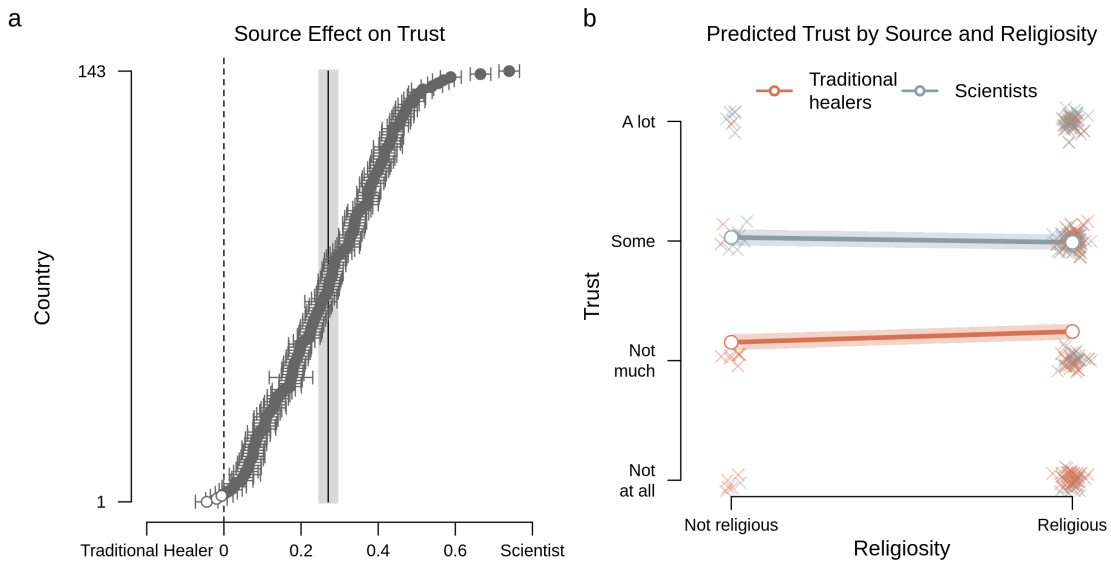 a
Source Effect on Trust
143
Country
1
Traditional Healer 0 0.2 0.4 0.6 Scientist
b
Predicted Trust by Source and Religiosity
Traditional
healers
Scientists
A lot
Some
Trust
Not
much
Not
at all
Not religious Religious
Religiosity